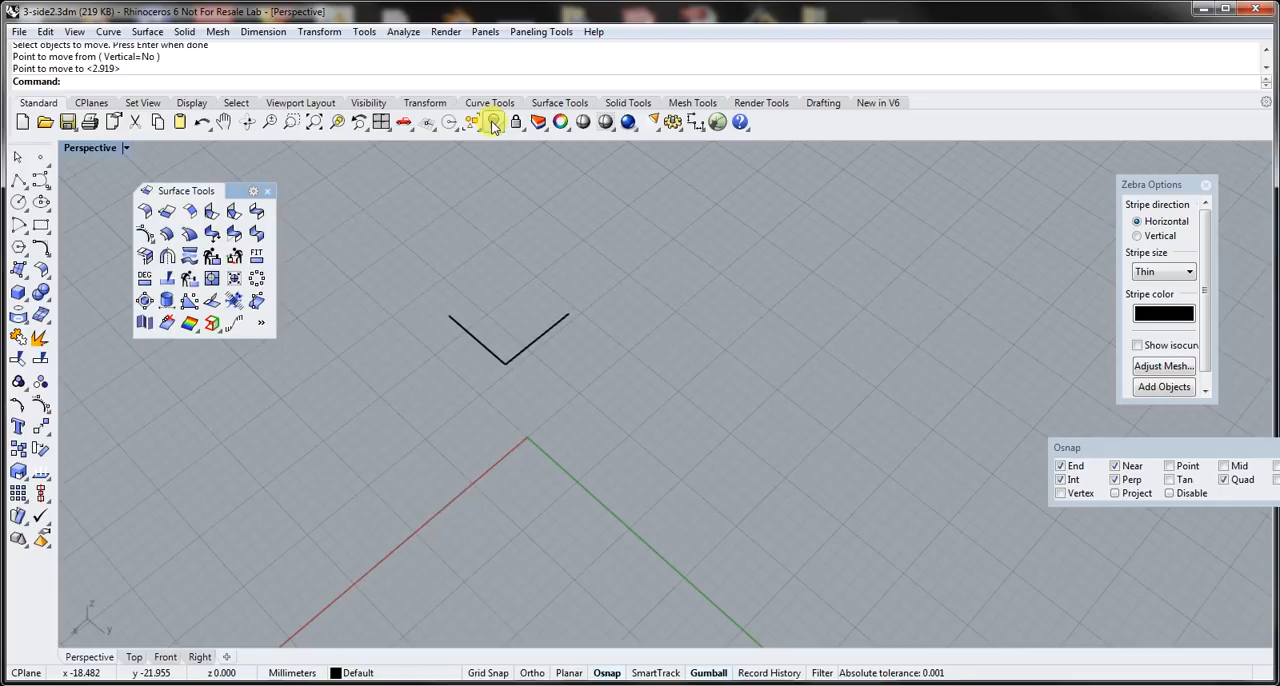 3-side2.3dm (219 KB) - Rhinoceros 6 Not For Resale Lab - [Perspective]
File Edit View Curve Surface Solid Mesh Dimension Transform Tools Analyze Render Panels Paneling Tools Help
Select objects to move. Press Enter when done
Point to move from ( Vertical=No )
Point to move to <2.919>
Command:
Standard CPlanes Set View Display Select Viewport Layout Visibility Transform Curve Tools Surface Tools Solid Tools Mesh Tools Render Tools Drafting New in V6
Perspective
Surface Tools
FIT
DEG
»
Zebra Options
Stripe direction
Horizontal
Vertical
Stripe size
Thin
Stripe color
Show isocur
Adjust Mesh...
Add Objects
Osnap
End Near Point Mid
Int Perp Tan Quad
Vertex Project Disable
z
x y
Perspective Top Front Right
CPlane x -18.482 y -21.955 z 0.000 Millimeters Default Grid Snap Ortho Planar Osnap SmartTrack Gumball Record History Filter Absolute tolerance: 0.001